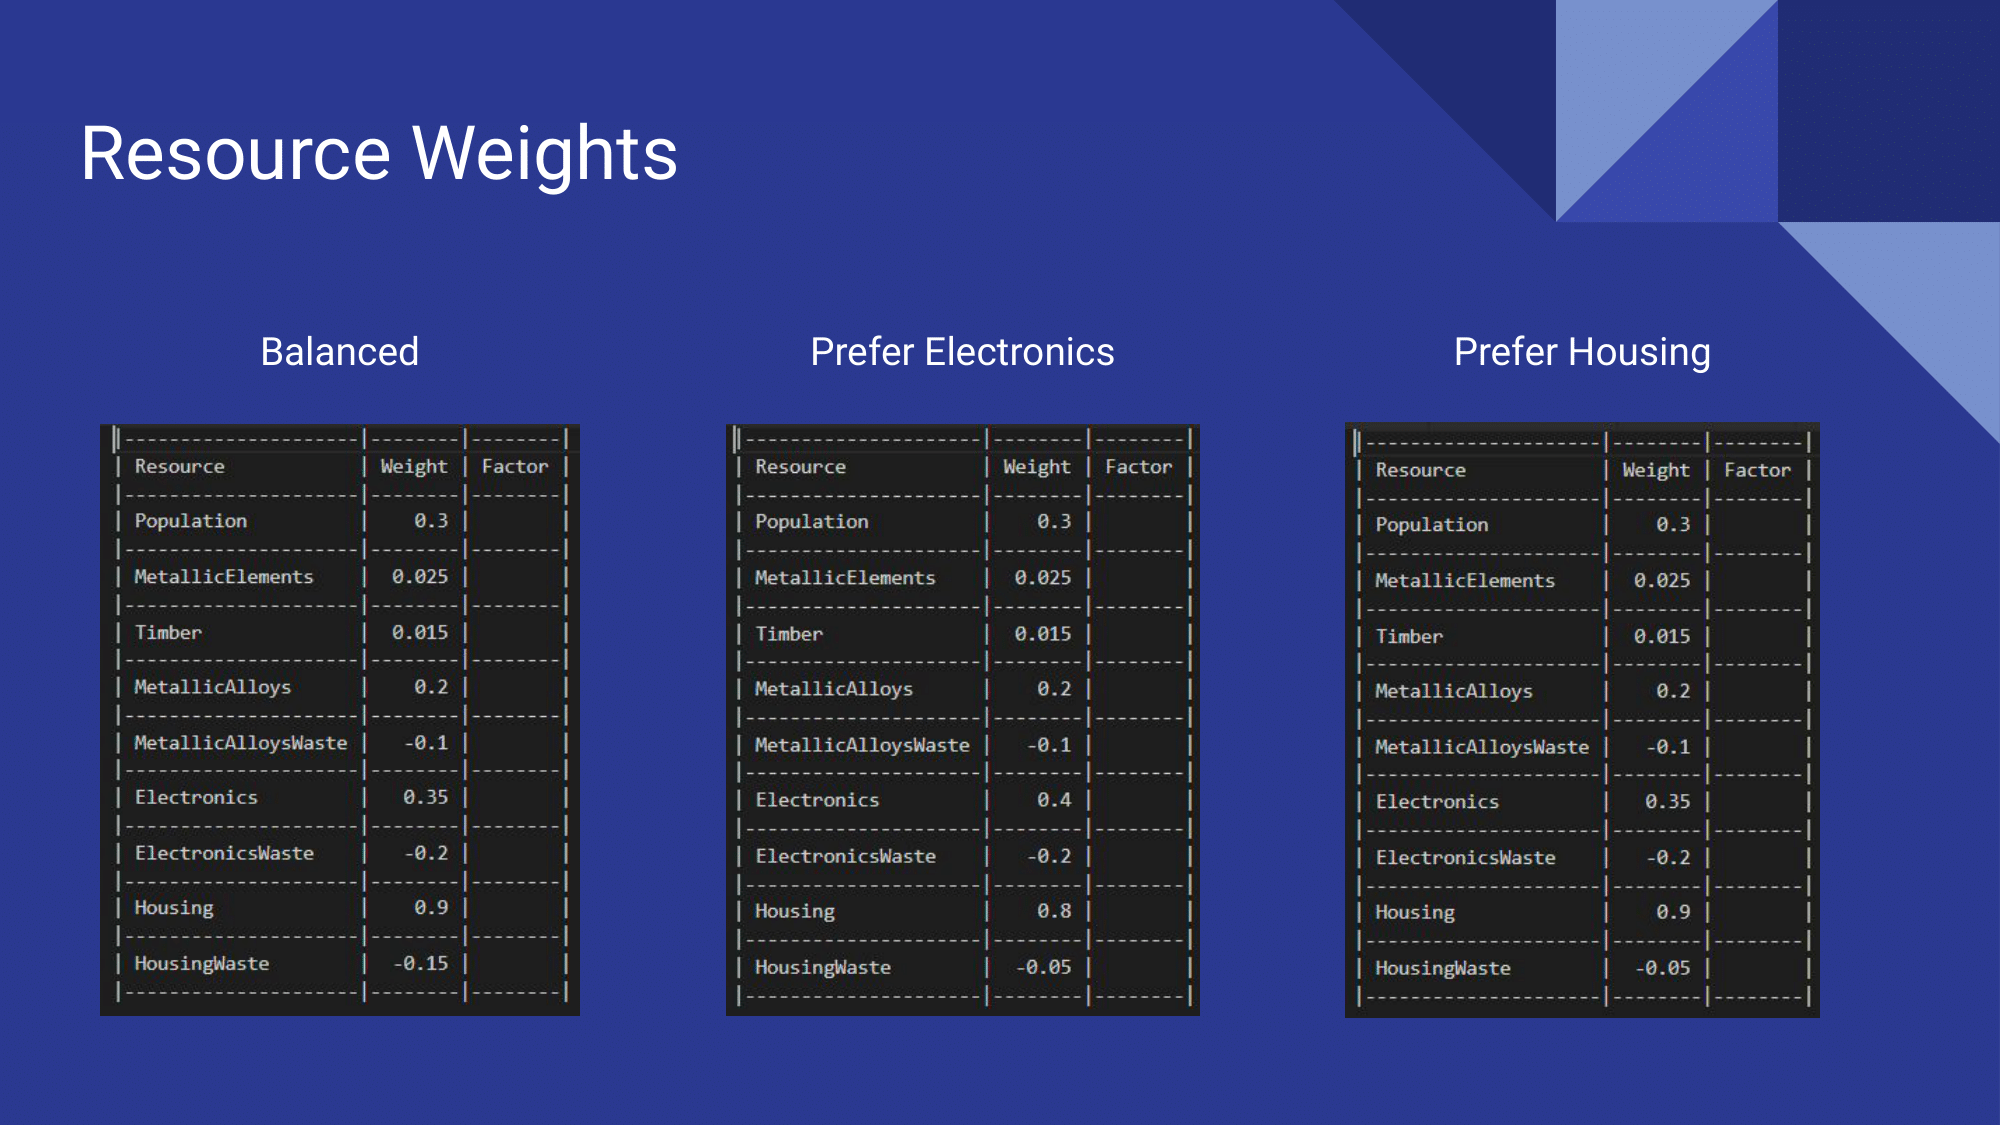 Resource Weights
Balanced
|---------------------|--------|--------|
| Resource | Weight | Factor |
|---------------------|--------|--------|
| Population | 0.3 | |
|---------------------|--------|--------|
| MetallicElements | 0.025 | |
|---------------------|--------|--------|
| Timber | 0.015 | |
|---------------------|--------|--------|
| MetallicAlloys | 0.2 | |
|---------------------|--------|--------|
| MetallicAlloysWaste | -0.1 | |
|---------------------|--------|--------|
| Electronics | 0.35 | |
|---------------------|--------|--------|
| ElectronicsWaste | -0.2 | |
|---------------------|--------|--------|
| Housing | 0.9 | |
|---------------------|--------|--------|
| HousingWaste | -0.15 | |
|---------------------|--------|--------|
Prefer Electronics
|---------------------|--------|--------|
| Resource | Weight | Factor |
|---------------------|--------|--------|
| Population | 0.3 | |
|---------------------|--------|--------|
| MetallicElements | 0.025 | |
|---------------------|--------|--------|
| Timber | 0.015 | |
|---------------------|--------|--------|
| MetallicAlloys | 0.2 | |
|---------------------|--------|--------|
| MetallicAlloysWaste | -0.1 | |
|---------------------|--------|--------|
| Electronics | 0.4 | |
|---------------------|--------|--------|
| ElectronicsWaste | -0.2 | |
|---------------------|--------|--------|
| Housing | 0.8 | |
|---------------------|--------|--------|
| HousingWaste | -0.05 | |
|---------------------|--------|--------|
Prefer Housing
|---------------------|--------|--------|
| Resource | Weight | Factor |
|---------------------|--------|--------|
| Population | 0.3 | |
|---------------------|--------|--------|
| MetallicElements | 0.025 | |
|---------------------|--------|--------|
| Timber | 0.015 | |
|---------------------|--------|--------|
| MetallicAlloys | 0.2 | |
|---------------------|--------|--------|
| MetallicAlloysWaste | -0.1 | |
|---------------------|--------|--------|
| Electronics | 0.35 | |
|---------------------|--------|--------|
| ElectronicsWaste | -0.2 | |
|---------------------|--------|--------|
| Housing | 0.9 | |
|---------------------|--------|--------|
| HousingWaste | -0.05 | |
|---------------------|--------|--------|